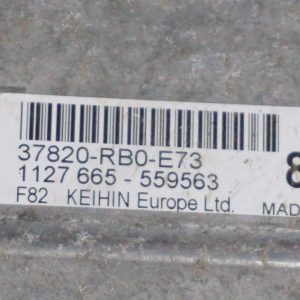 37820-RB0-E73
1127 665 - 559563
8
F82 KEIHIN Europe Ltd. MAD